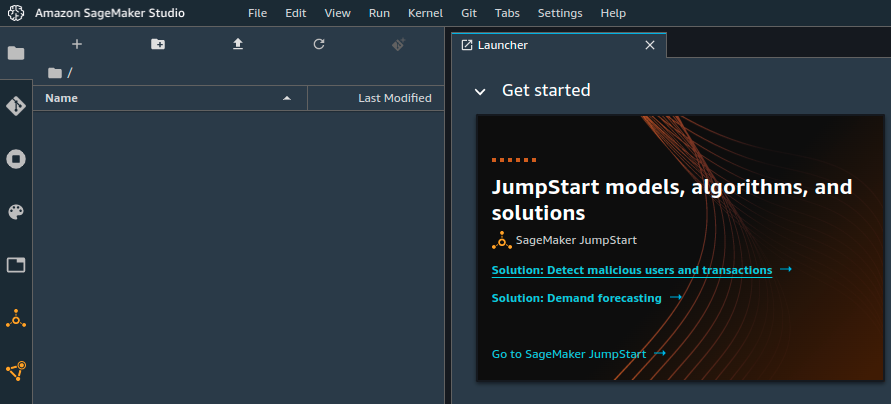 Amazon SageMaker Studio File Edit View Run Kernel Git Tabs Settings Help
/
Name Last Modified
Launcher
Get started
JumpStart models, algorithms, and
solutions
SageMaker JumpStart
Solution: Detect malicious users and transactions →
Solution: Demand forecasting →
Go to SageMaker JumpStart →